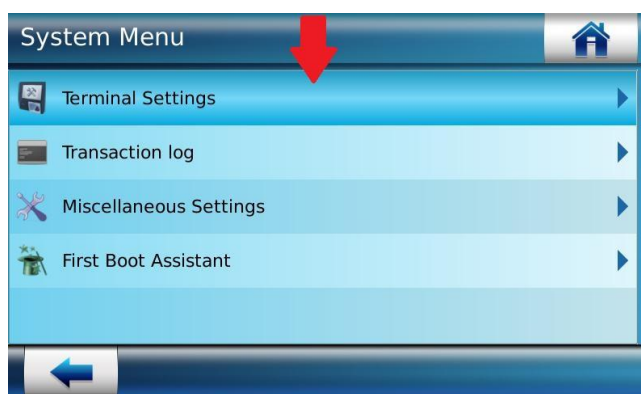 System Menu
Terminal Settings
Transaction log
Miscellaneous Settings
First Boot Assistant